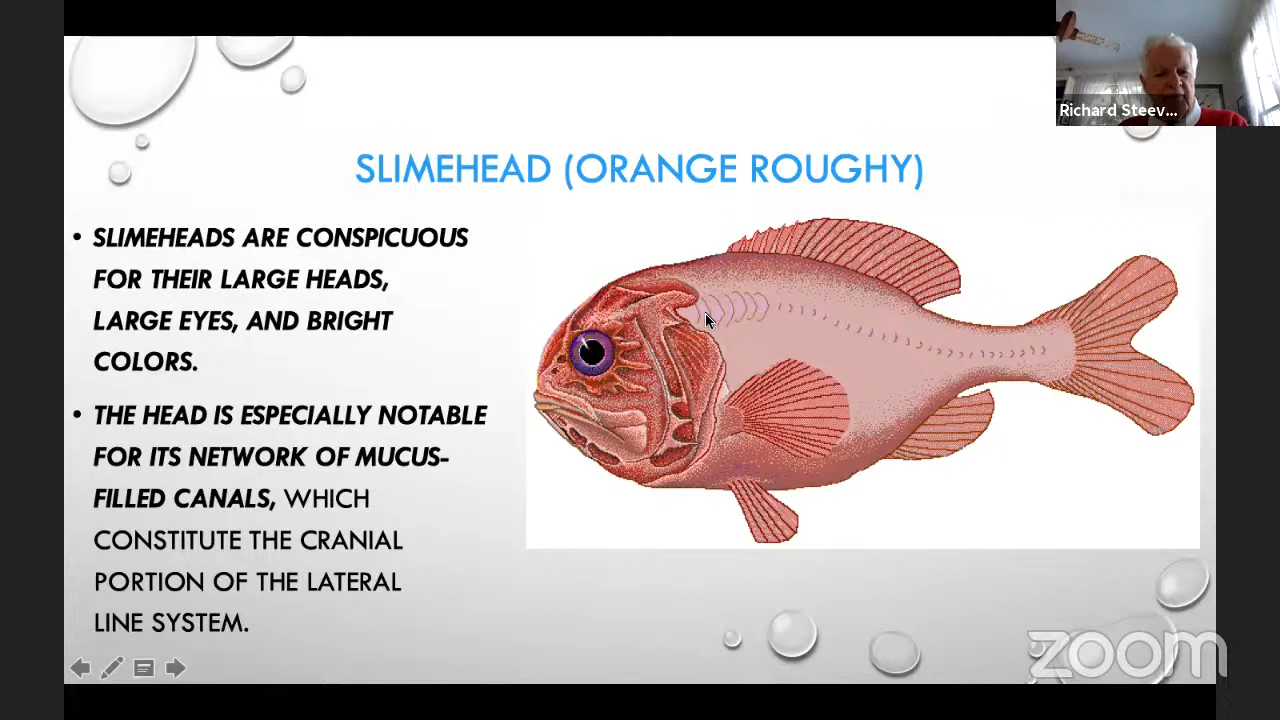 Richard Steev...
SLIMEHEAD (ORANGE ROUGHY)
• SLIMEHEADS ARE CONSPICUOUS
FOR THEIR LARGE HEADS,
LARGE EYES, AND BRIGHT
COLORS.
• THE HEAD IS ESPECIALLY NOTABLE
FOR ITS NETWORK OF MUCUS-
FILLED CANALS, WHICH
CONSTITUTE THE CRANIAL
PORTION OF THE LATERAL
LINE SYSTEM.
zoom